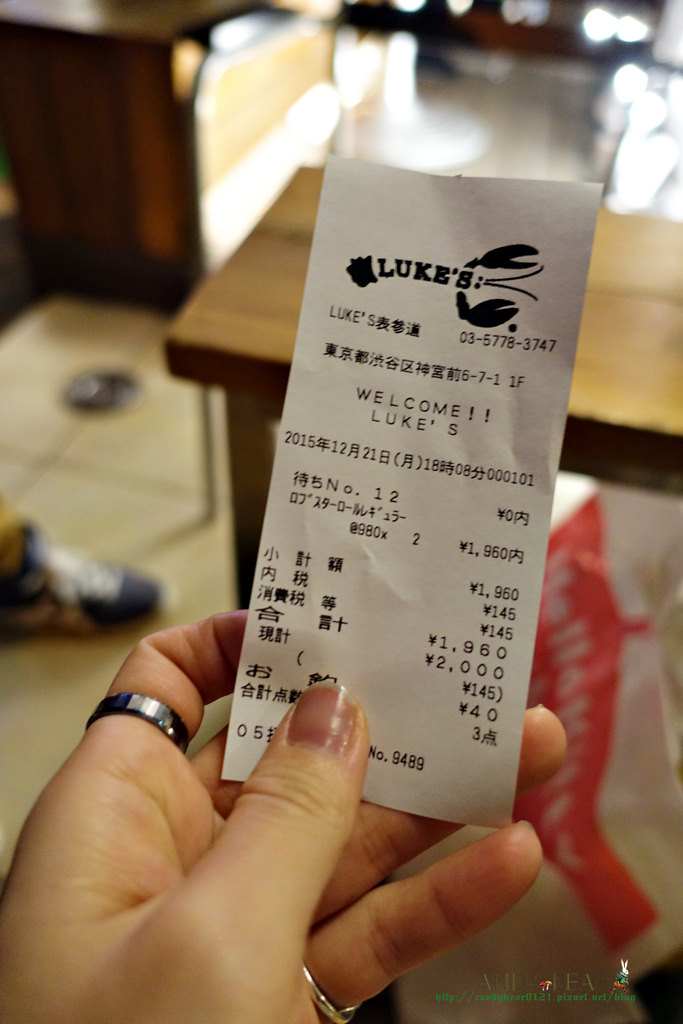 LUKE'S
LUKE'S表参道 03-5778-3747
東京都渋谷区神宮前6-7-1 1F
WELCOME!!
LUKE'S
2015年12月21日(月)18時08分000101
待ちNo. 12 ¥0内
ロブスターロールレギュラー
@980x 2 ¥1,960内
小計額 ¥1,960
内税 ¥145
消費税等 ¥145
合計 ¥1,960
現計 ¥2,000
( ¥145)
お釣 ¥40
合計点数 3点
05 No.9489